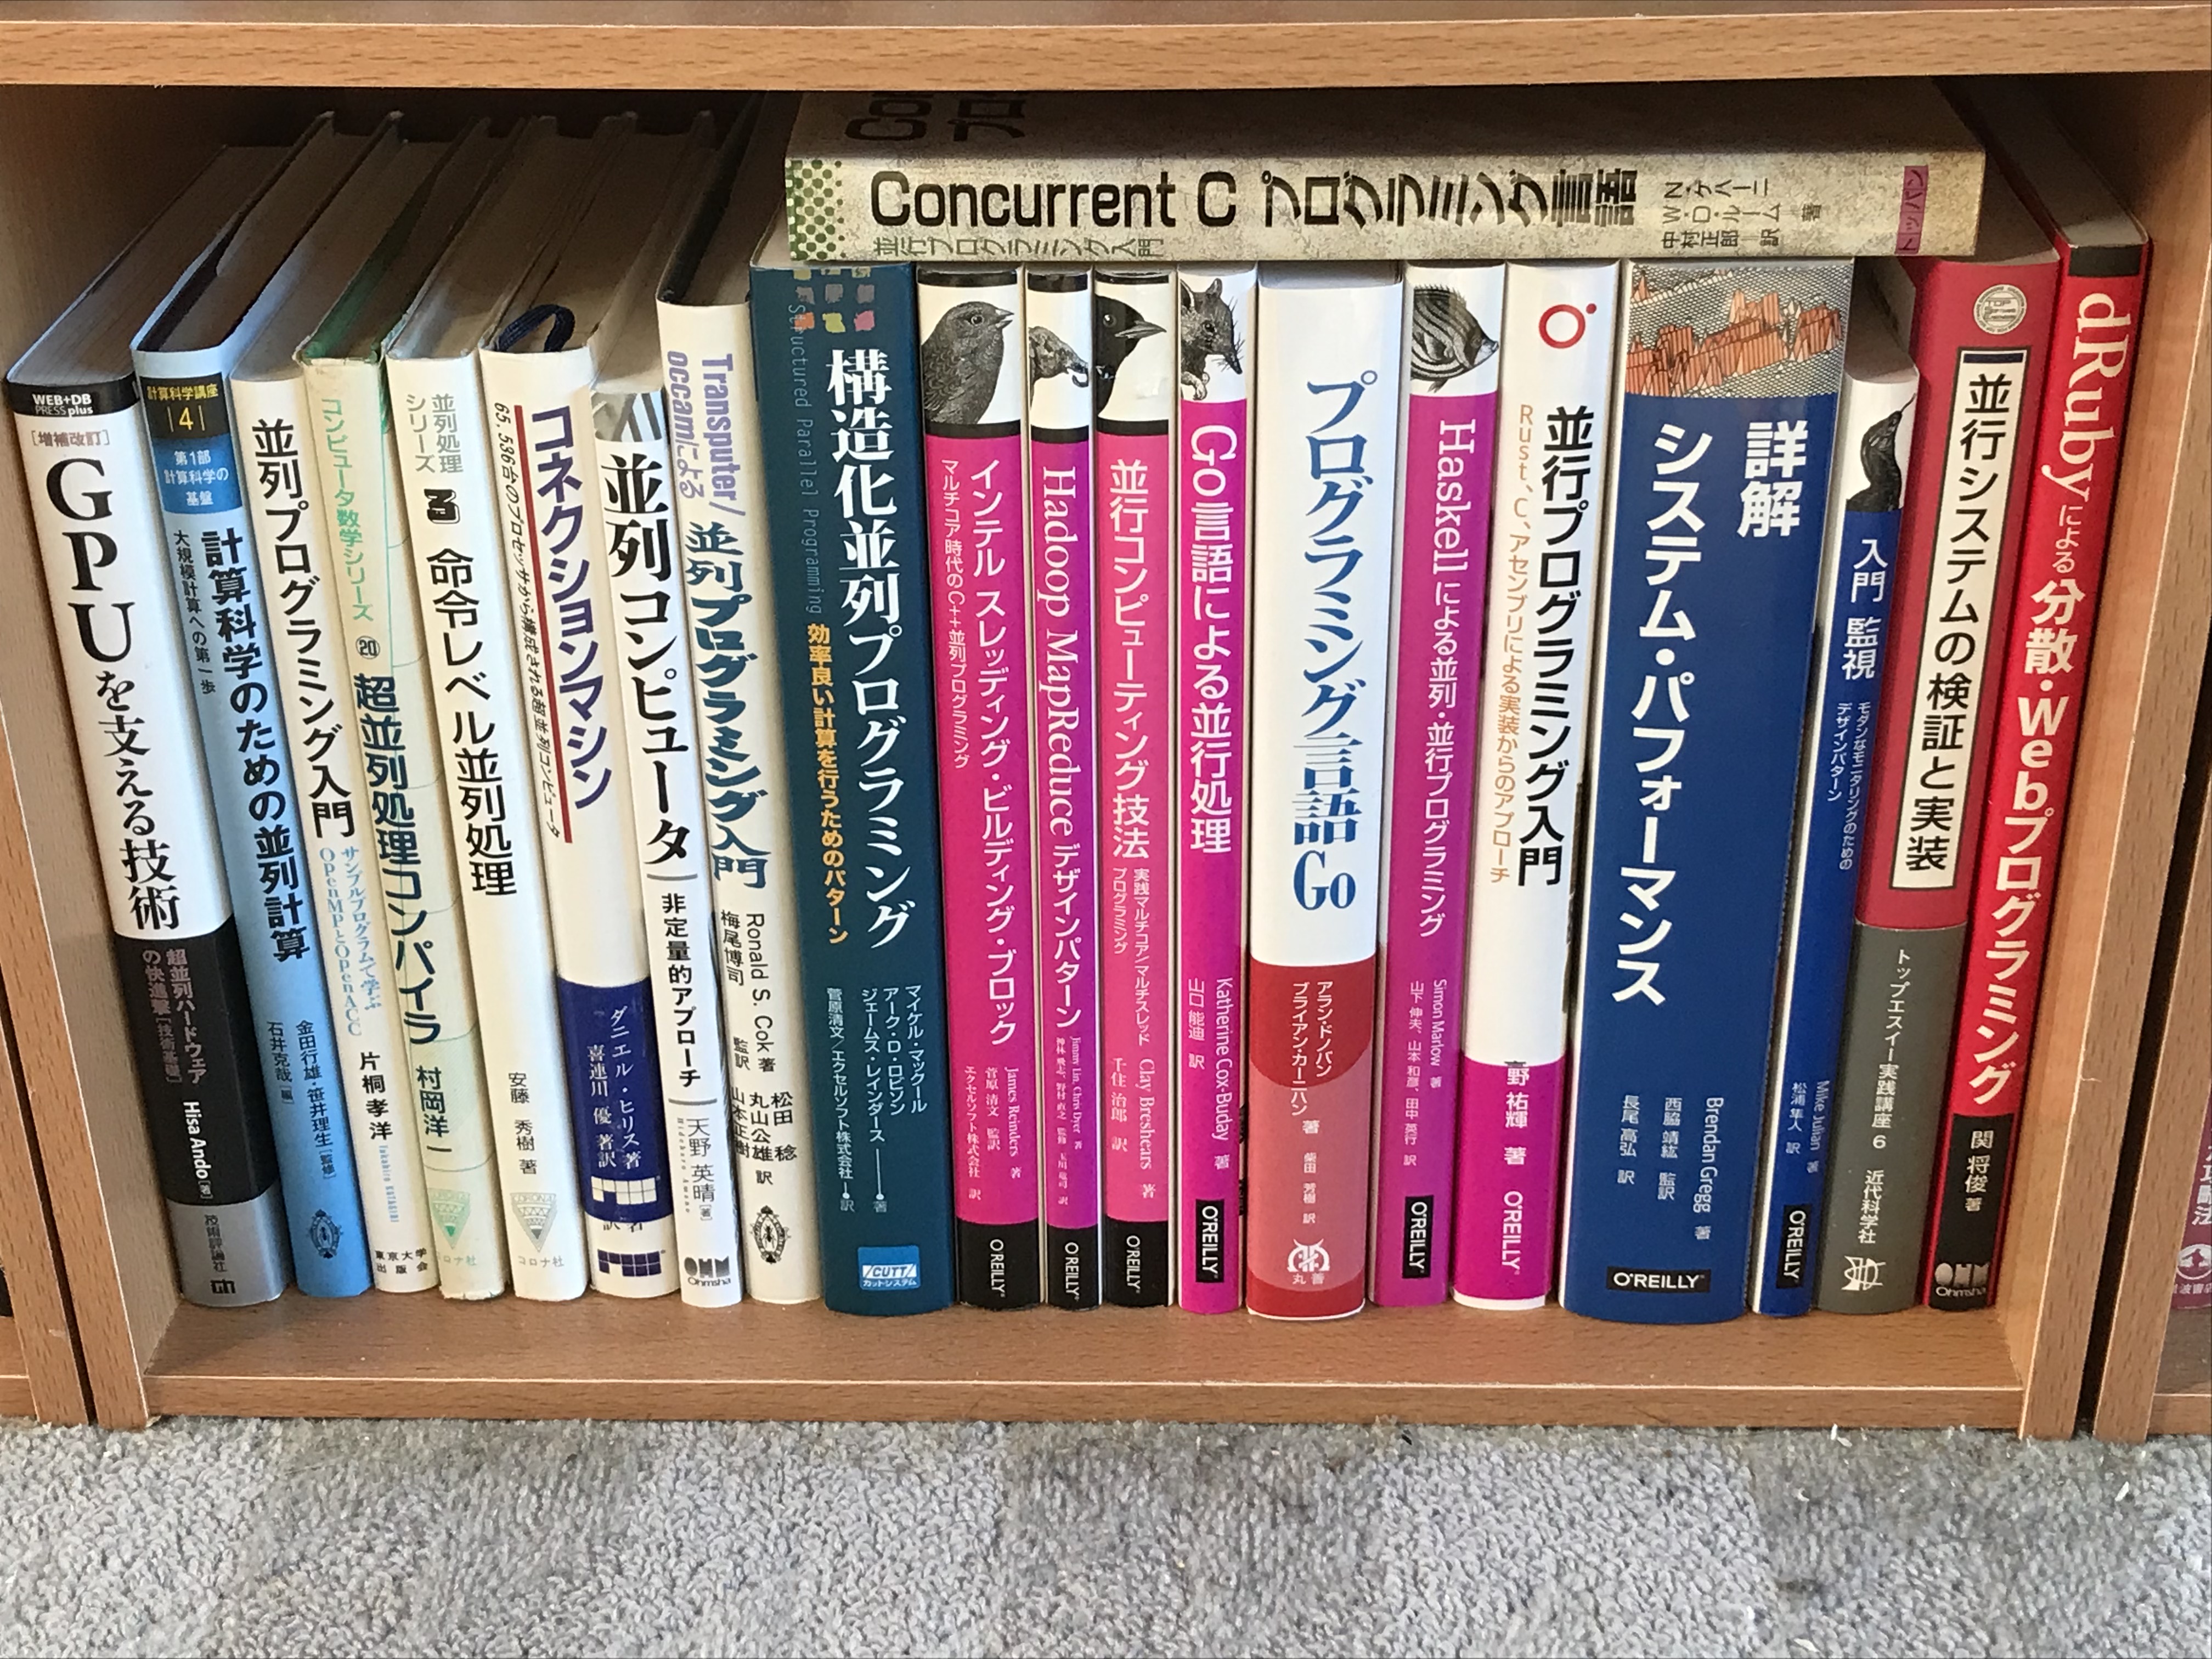 Concurrent C プログラミング言語
並行プログラミング入門
N・ケハーニ
W・D・ルーム 著
中村正郎 訳
トッパン
WEB+DB
PRESS plus
[増補改訂]
GPUを支える技術
超並列ハードウェア
の快進撃[技術基礎]
Hisa Ando[著]
技術評論社
計算科学講座
4
第1部
計算科学の
基盤
計算科学のための並列計算
大規模計算への第一歩
金田行雄・笹井理生[監修]
石井克哉[編]
並列プログラミング入門
サンプルプログラムで学ぶ
OpenMPとOpenACC
片桐孝洋
Takahiro KATAGIRI
東京大学
出版会
コンピュータ数学シリーズ
20
超並列処理コンパイラ
村岡洋一
コロナ社
並列処理
シリーズ
3
命令レベル並列処理
安藤 秀樹 著
コロナ社
コネクションマシン
65,536台のプロセッサから構成される超並列コンピュータ
ダニエル・ヒリス 著
喜連川 優 訳
並列コンピュータ
非定量的アプローチ
天野 英晴[著]
Hideharu Amano
OHM
Ohmsha
Transputer/
occamによる
並列プログラミング入門
Ronald S. Cok 著
梅尾博司 監訳
松田 稔
丸山公雄
山本正樹 訳
Structured Parallel Programming
構造化並列プログラミング
効率良い計算を行うためのパターン
マイケル・マックール
アーク・D・ロビソン
ジェームス・レインダース 著
菅原清文/エクセルソフト株式会社 訳
CUTT
カットシステム
インテル スレッディング・ビルディング・ブロック
マルチコア時代のC++並列プログラミング
James Reinders 著
菅原 清文 監訳
エクセルソフト株式会社 訳
O'REILLY
Hadoop MapReduce デザインパターン
Jimmy Lin, Chris Dyer 著
O'REILLY
並行コンピューティング技法
実践マルチコア/マルチスレッド
プログラミング
Clay Breshears 著
千住 治郎 訳
O'REILLY
Go言語による並行処理
Katherine Cox-Buday 著
山口 能迪 訳
O'REILLY
プログラミング言語Go
アラン・ドノバン
ブライアン・カーニハン 著
柴田 芳樹 訳
丸善
Haskellによる並列・並行プログラミング
Simon Marlow 著
山下 伸夫、山本 和彦、田中 英行 訳
O'REILLY
並行プログラミング入門
Rust、C、アセンブリによる実装からのアプローチ
高野 祐輝 著
O'REILLY
詳解
システム・パフォーマンス
Brendan Gregg 著
西脇 靖紘 監訳
長尾 高弘 訳
O'REILLY
入門 監視
モダンなモニタリングのための
デザインパターン
Mike Julian 著
松浦 隼人 訳
O'REILLY
並行システムの検証と実装
トップエスイー実践講座 6
近代科学社
dRubyによる分散・Webプログラミング
関 将俊 著
OHM
Ohmsha